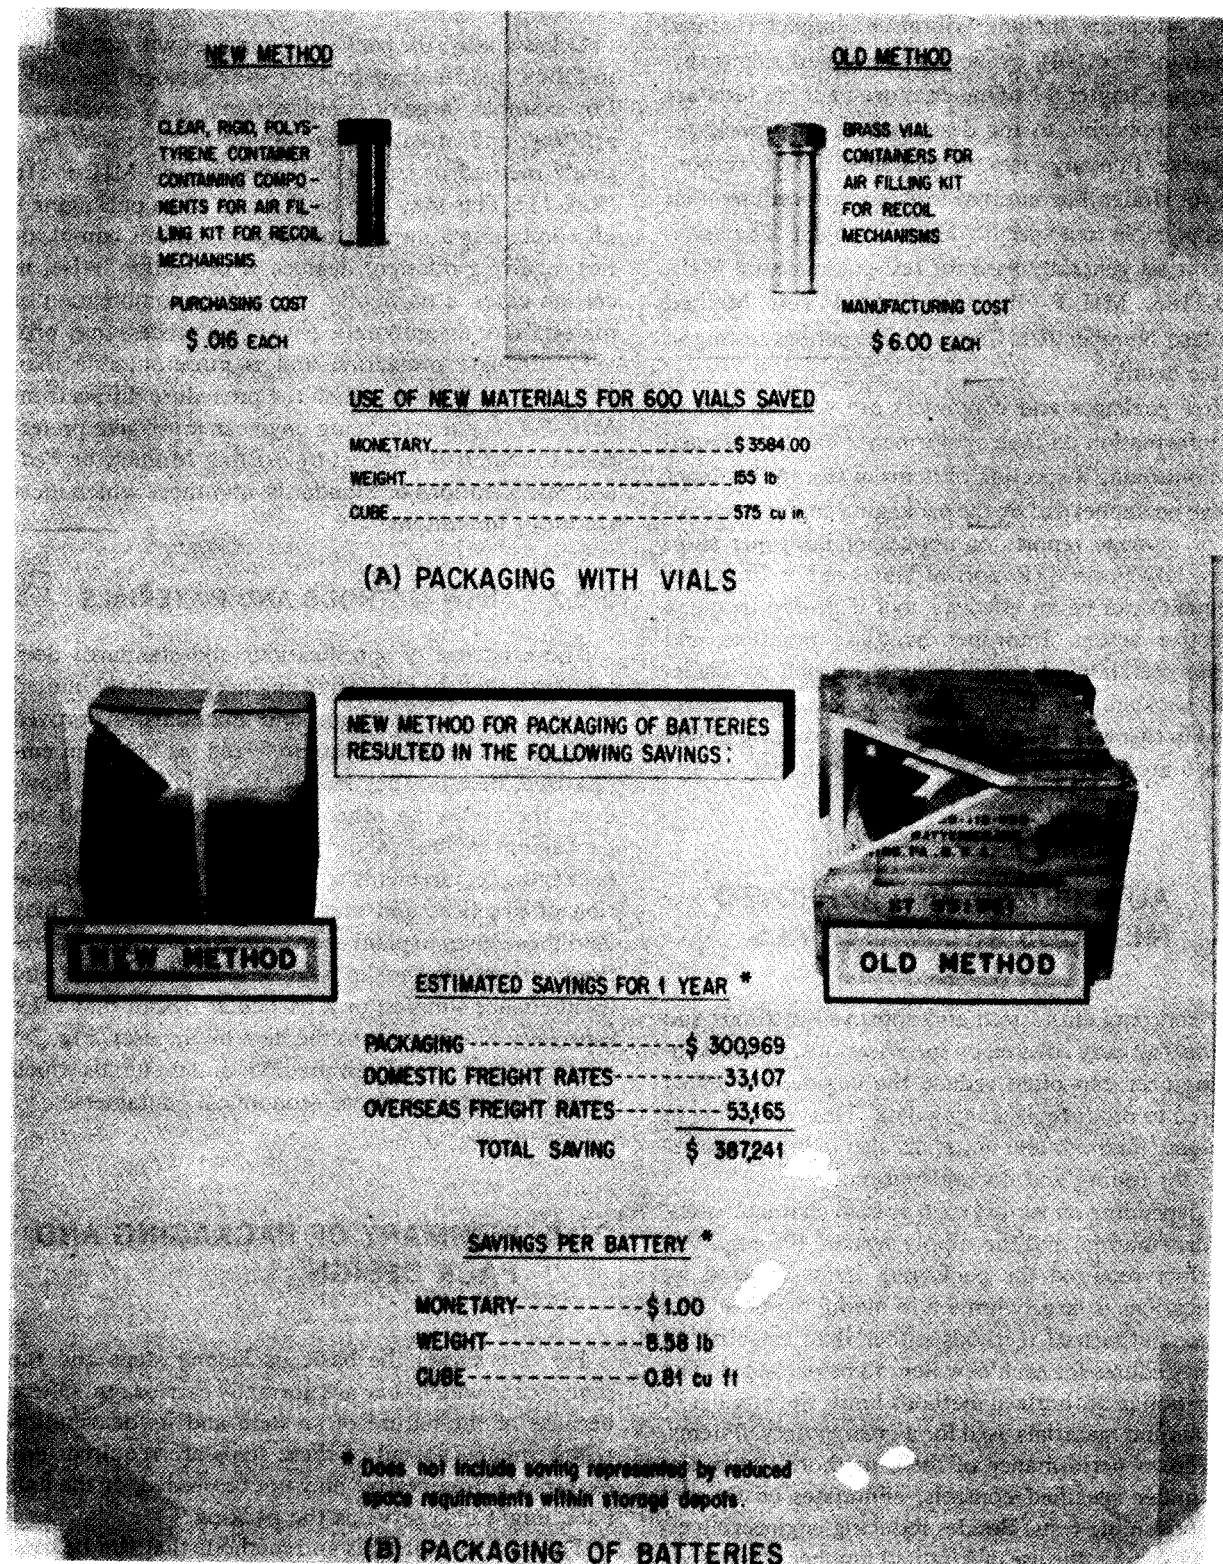 NEW METHOD
CLEAR, RIGID, POLYS-
TYRENE CONTAINER
CONTAINING COMPO-
NENTS FOR AIR FIL-
LING KIT FOR RECOIL
MECHANISMS
PURCHASING COST
$ .016 EACH
OLD METHOD
BRASS VIAL
CONTAINERS FOR
AIR FILLING KIT
FOR RECOIL
MECHANISMS
MANUFACTURING COST
$ 6.00 EACH
USE OF NEW MATERIALS FOR 600 VIALS SAVED
MONETARY $ 3584.00
WEIGHT 155 lb
CUBE 575 cu in.
(A) PACKAGING WITH VIALS
NEW METHOD FOR PACKAGING OF BATTERIES
RESULTED IN THE FOLLOWING SAVINGS:
NEW METHOD
OLD METHOD
ESTIMATED SAVINGS FOR 1 YEAR *
PACKAGING $ 300,969
DOMESTIC FREIGHT RATES 33,107
OVERSEAS FREIGHT RATES 53,165
TOTAL SAVING $ 387,241
SAVINGS PER BATTERY *
MONETARY $ 1.00
WEIGHT 8.58 lb
CUBE 0.81 cu ft
* Does not include saving represented by reduced
space requirements within storage depots.
(B) PACKAGING OF BATTERIES